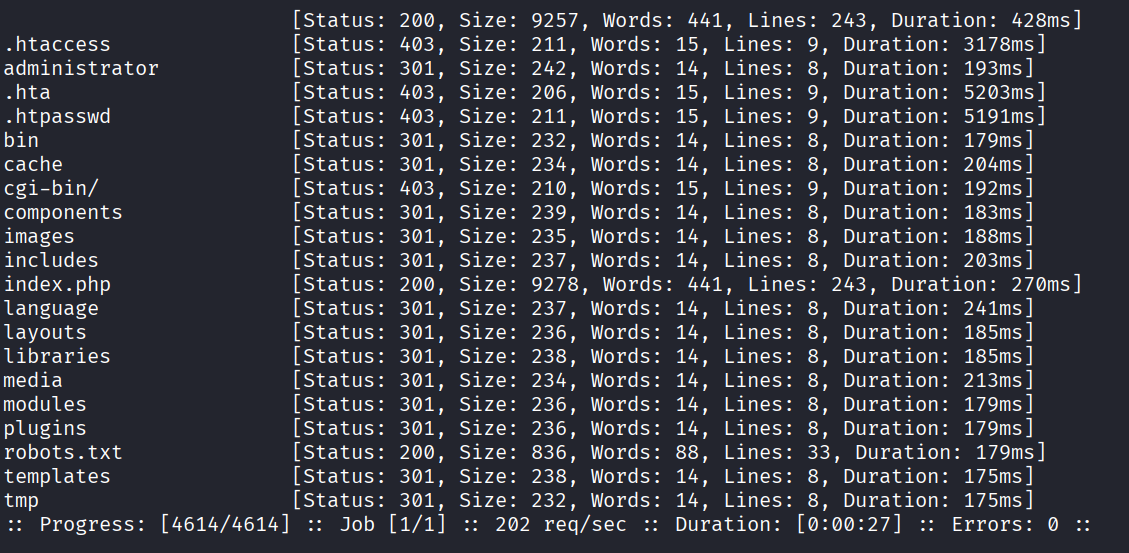 [Status: 200, Size: 9257, Words: 441, Lines: 243, Duration: 428ms]
.htaccess [Status: 403, Size: 211, Words: 15, Lines: 9, Duration: 3178ms]
administrator [Status: 301, Size: 242, Words: 14, Lines: 8, Duration: 193ms]
.hta [Status: 403, Size: 206, Words: 15, Lines: 9, Duration: 5203ms]
.htpasswd [Status: 403, Size: 211, Words: 15, Lines: 9, Duration: 5191ms]
bin [Status: 301, Size: 232, Words: 14, Lines: 8, Duration: 179ms]
cache [Status: 301, Size: 234, Words: 14, Lines: 8, Duration: 204ms]
cgi-bin/ [Status: 403, Size: 210, Words: 15, Lines: 9, Duration: 192ms]
components [Status: 301, Size: 239, Words: 14, Lines: 8, Duration: 183ms]
images [Status: 301, Size: 235, Words: 14, Lines: 8, Duration: 188ms]
includes [Status: 301, Size: 237, Words: 14, Lines: 8, Duration: 203ms]
index.php [Status: 200, Size: 9278, Words: 441, Lines: 243, Duration: 270ms]
language [Status: 301, Size: 237, Words: 14, Lines: 8, Duration: 241ms]
layouts [Status: 301, Size: 236, Words: 14, Lines: 8, Duration: 185ms]
libraries [Status: 301, Size: 238, Words: 14, Lines: 8, Duration: 185ms]
media [Status: 301, Size: 234, Words: 14, Lines: 8, Duration: 213ms]
modules [Status: 301, Size: 236, Words: 14, Lines: 8, Duration: 179ms]
plugins [Status: 301, Size: 236, Words: 14, Lines: 8, Duration: 179ms]
robots.txt [Status: 200, Size: 836, Words: 88, Lines: 33, Duration: 179ms]
templates [Status: 301, Size: 238, Words: 14, Lines: 8, Duration: 175ms]
tmp [Status: 301, Size: 232, Words: 14, Lines: 8, Duration: 175ms]
:: Progress: [4614/4614] :: Job [1/1] :: 202 req/sec :: Duration: [0:00:27] :: Errors: 0 ::